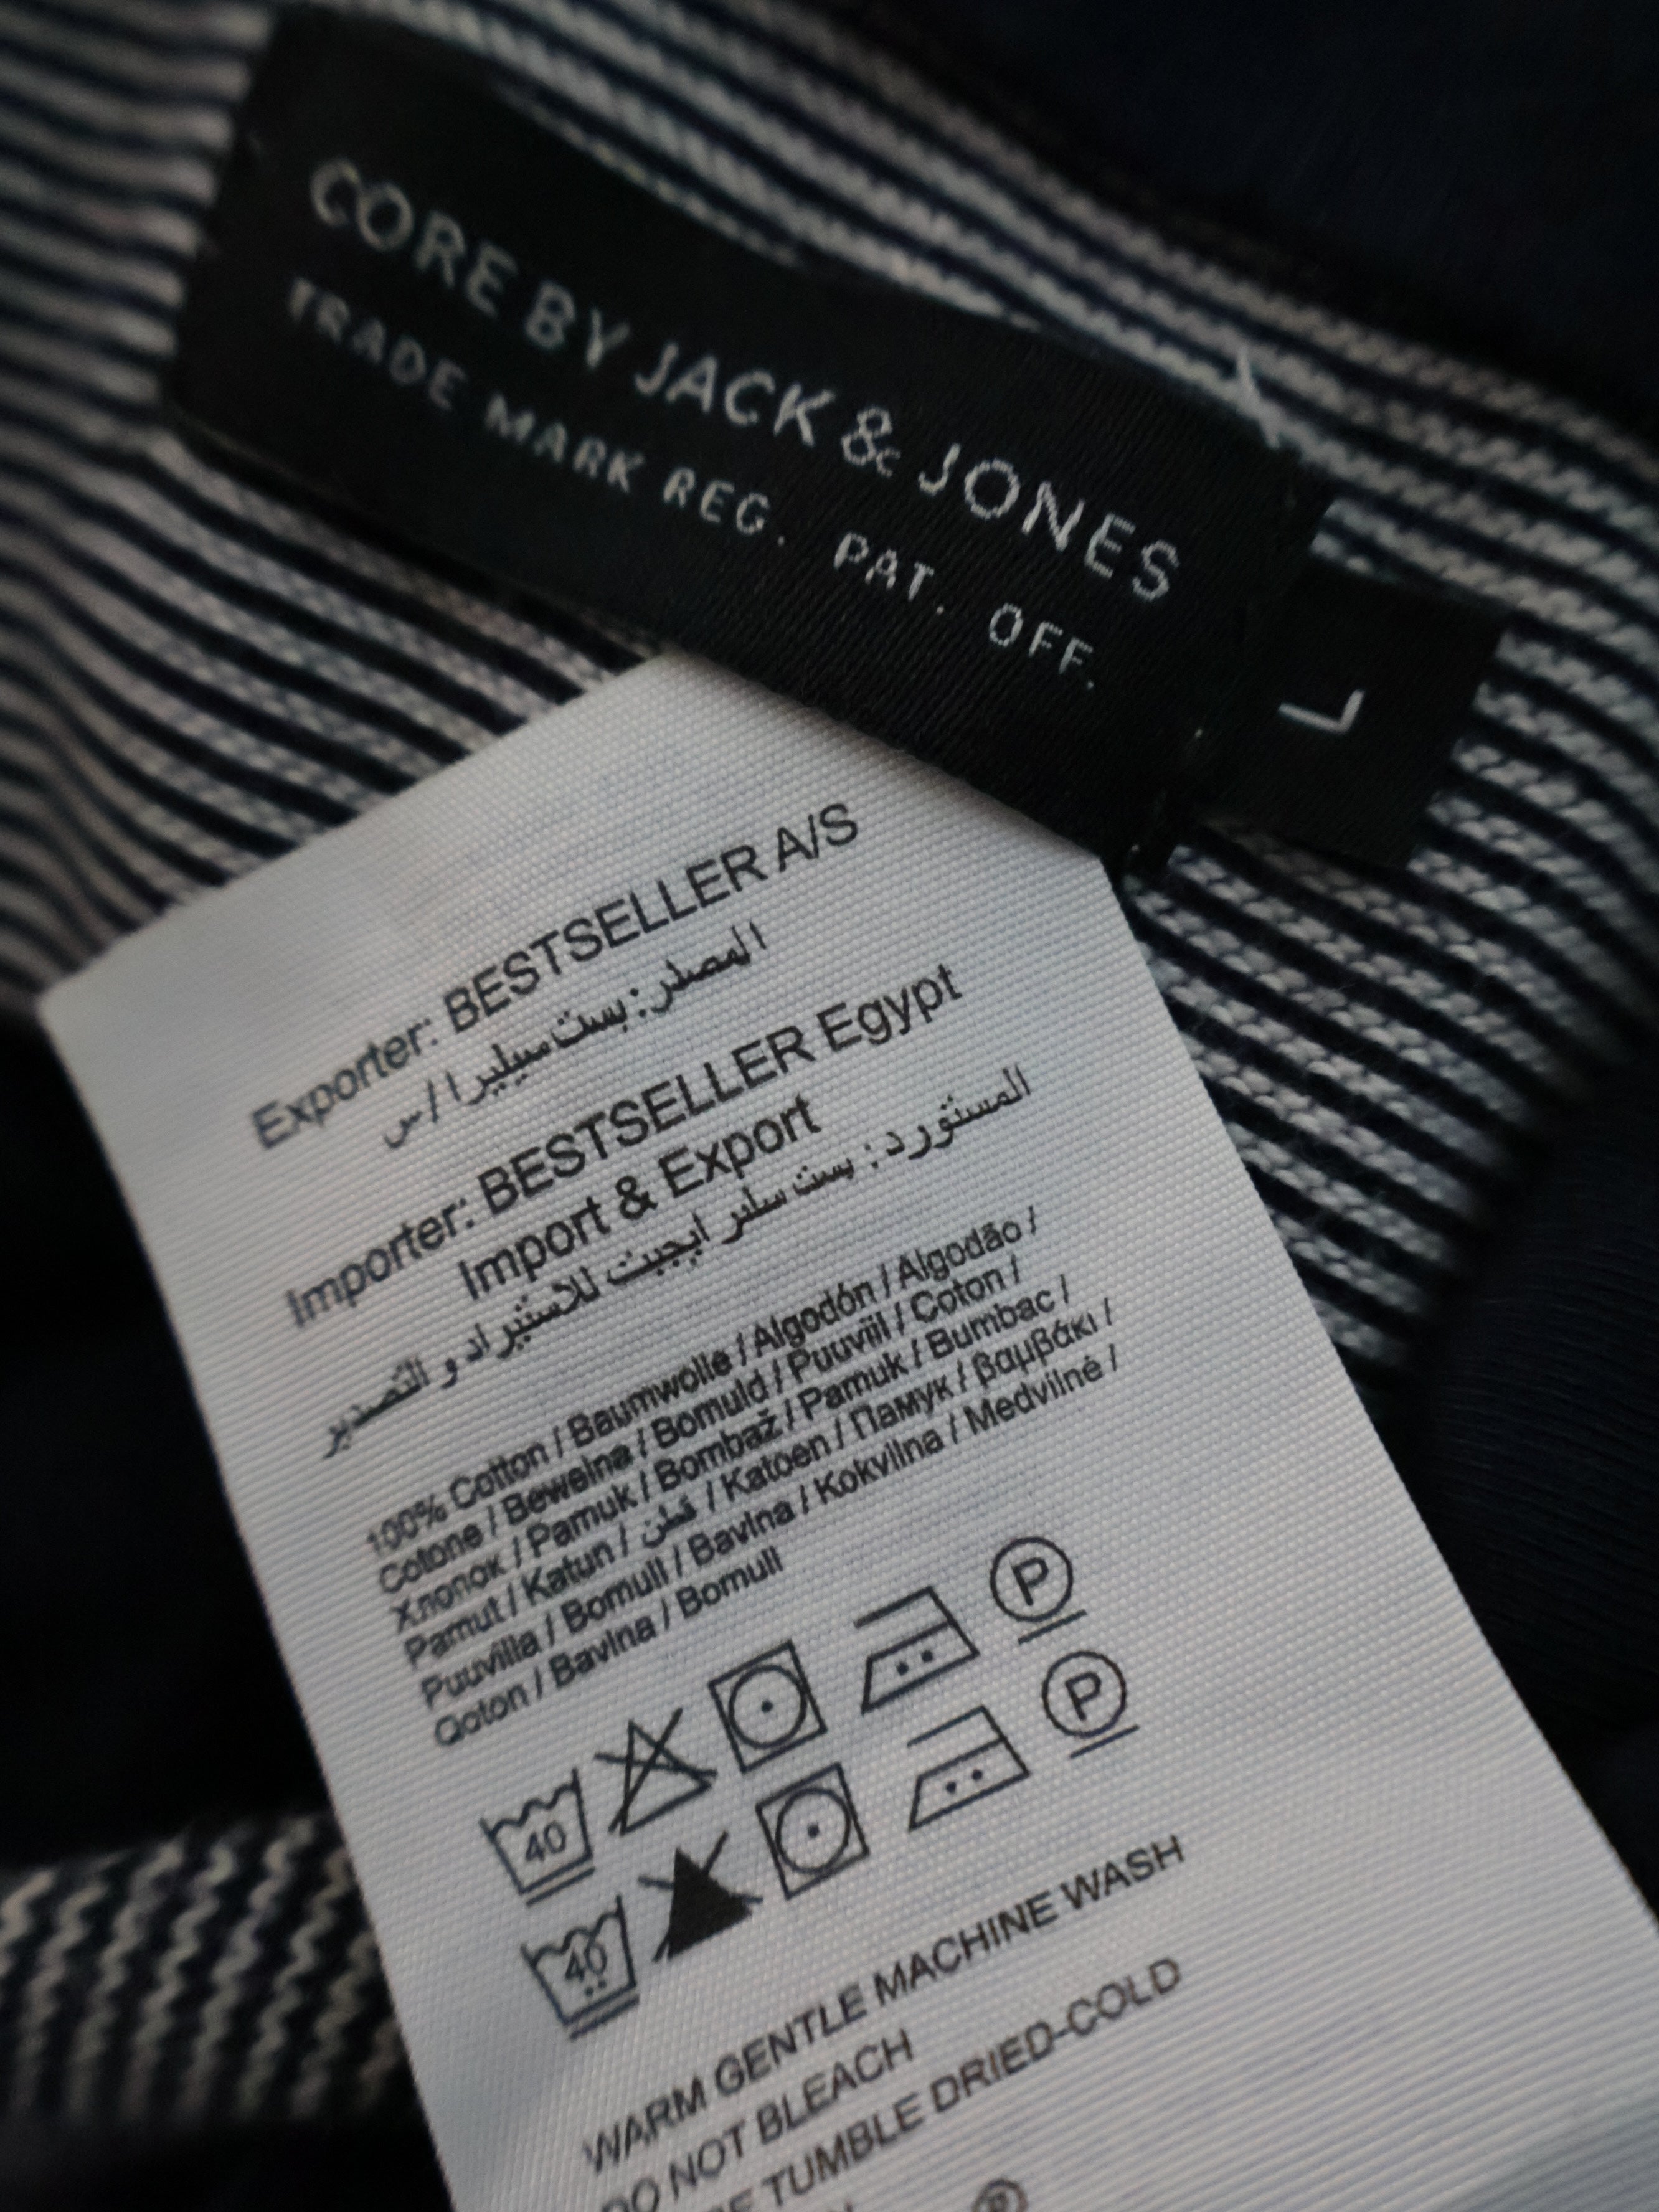 CORE BY JACK & JONES
TRADE MARK REG. PAT. OFF.
L
Exporter: BESTSELLER A/S
المصدر: بست سيلير ا/س
Importer: BESTSELLER Egypt
Import & Export
المستورد: بست سلر ايجيبت للاستيراد و التصدير
100% Cotton / Baumwolle / Algodón / Algodão /
Cotone / Bawełna / Bomuld / Puuvill / Coton /
Хлопок / Pamuk / Bombaž / Pamuk / Bumbac /
Pamut / Katun / قطن / Katoen / Памук / βαμβάκι /
Puuvilla / Bomull / Bavlna / Kokvilna / Medvilnė /
Qoton / Bavlna / Bomull
40
P
40
P
WARM GENTLE MACHINE WASH
DO NOT BLEACH
TUMBLE DRIED-COLD